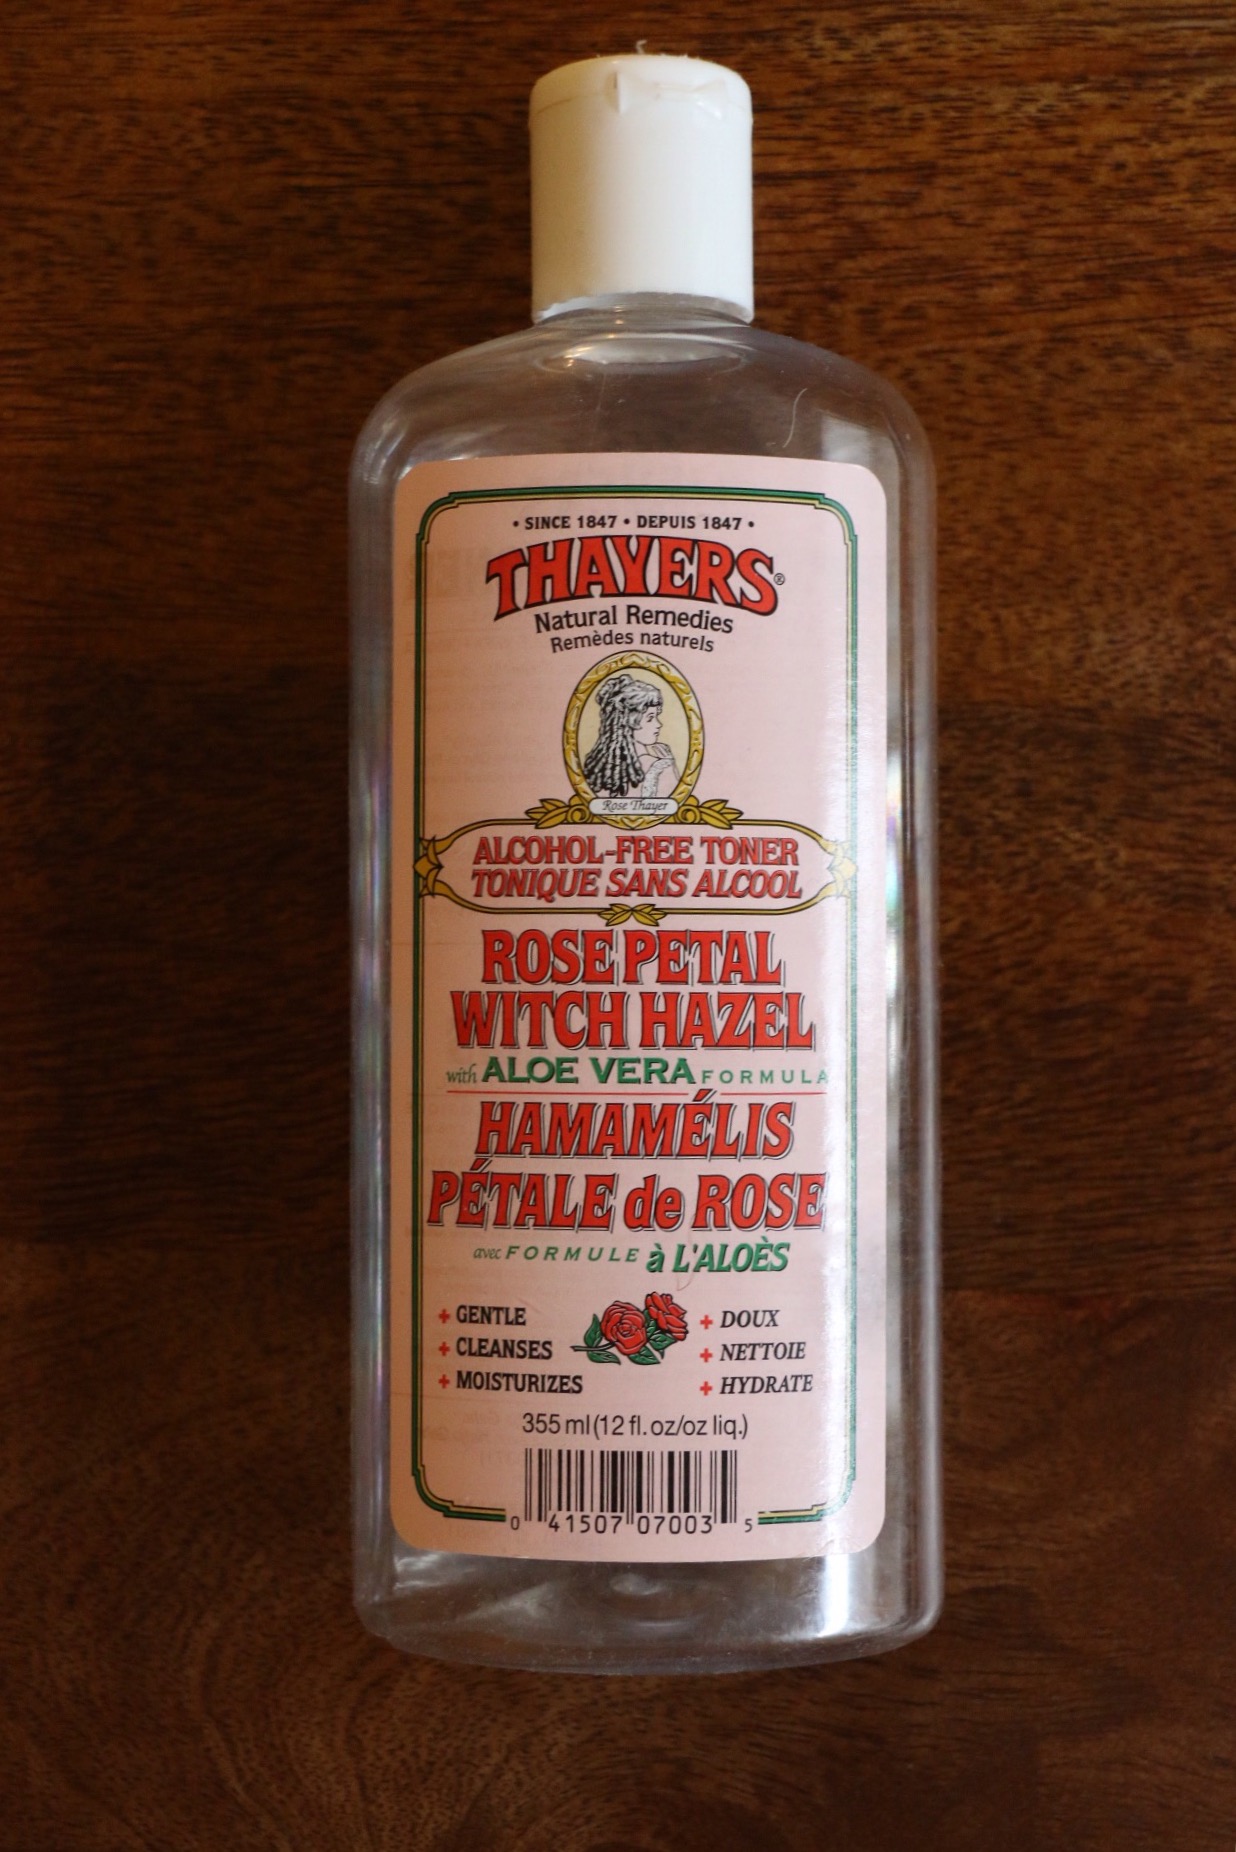 • SINCE 1847 • DEPUIS 1847 •
THAYERS®
Natural Remedies
Remèdes naturels
Rose Thayer
ALCOHOL-FREE TONER
TONIQUE SANS ALCOOL
ROSE PETAL
WITCH HAZEL
with ALOE VERA FORMULA
HAMAMÉLIS
PÉTALE de ROSE
avec FORMULE à L'ALOÈS
+ GENTLE
+ CLEANSES
+ MOISTURIZES
+ DOUX
+ NETTOIE
+ HYDRATE
355 ml (12 fl. oz/oz liq.)
0 41507 07003 5